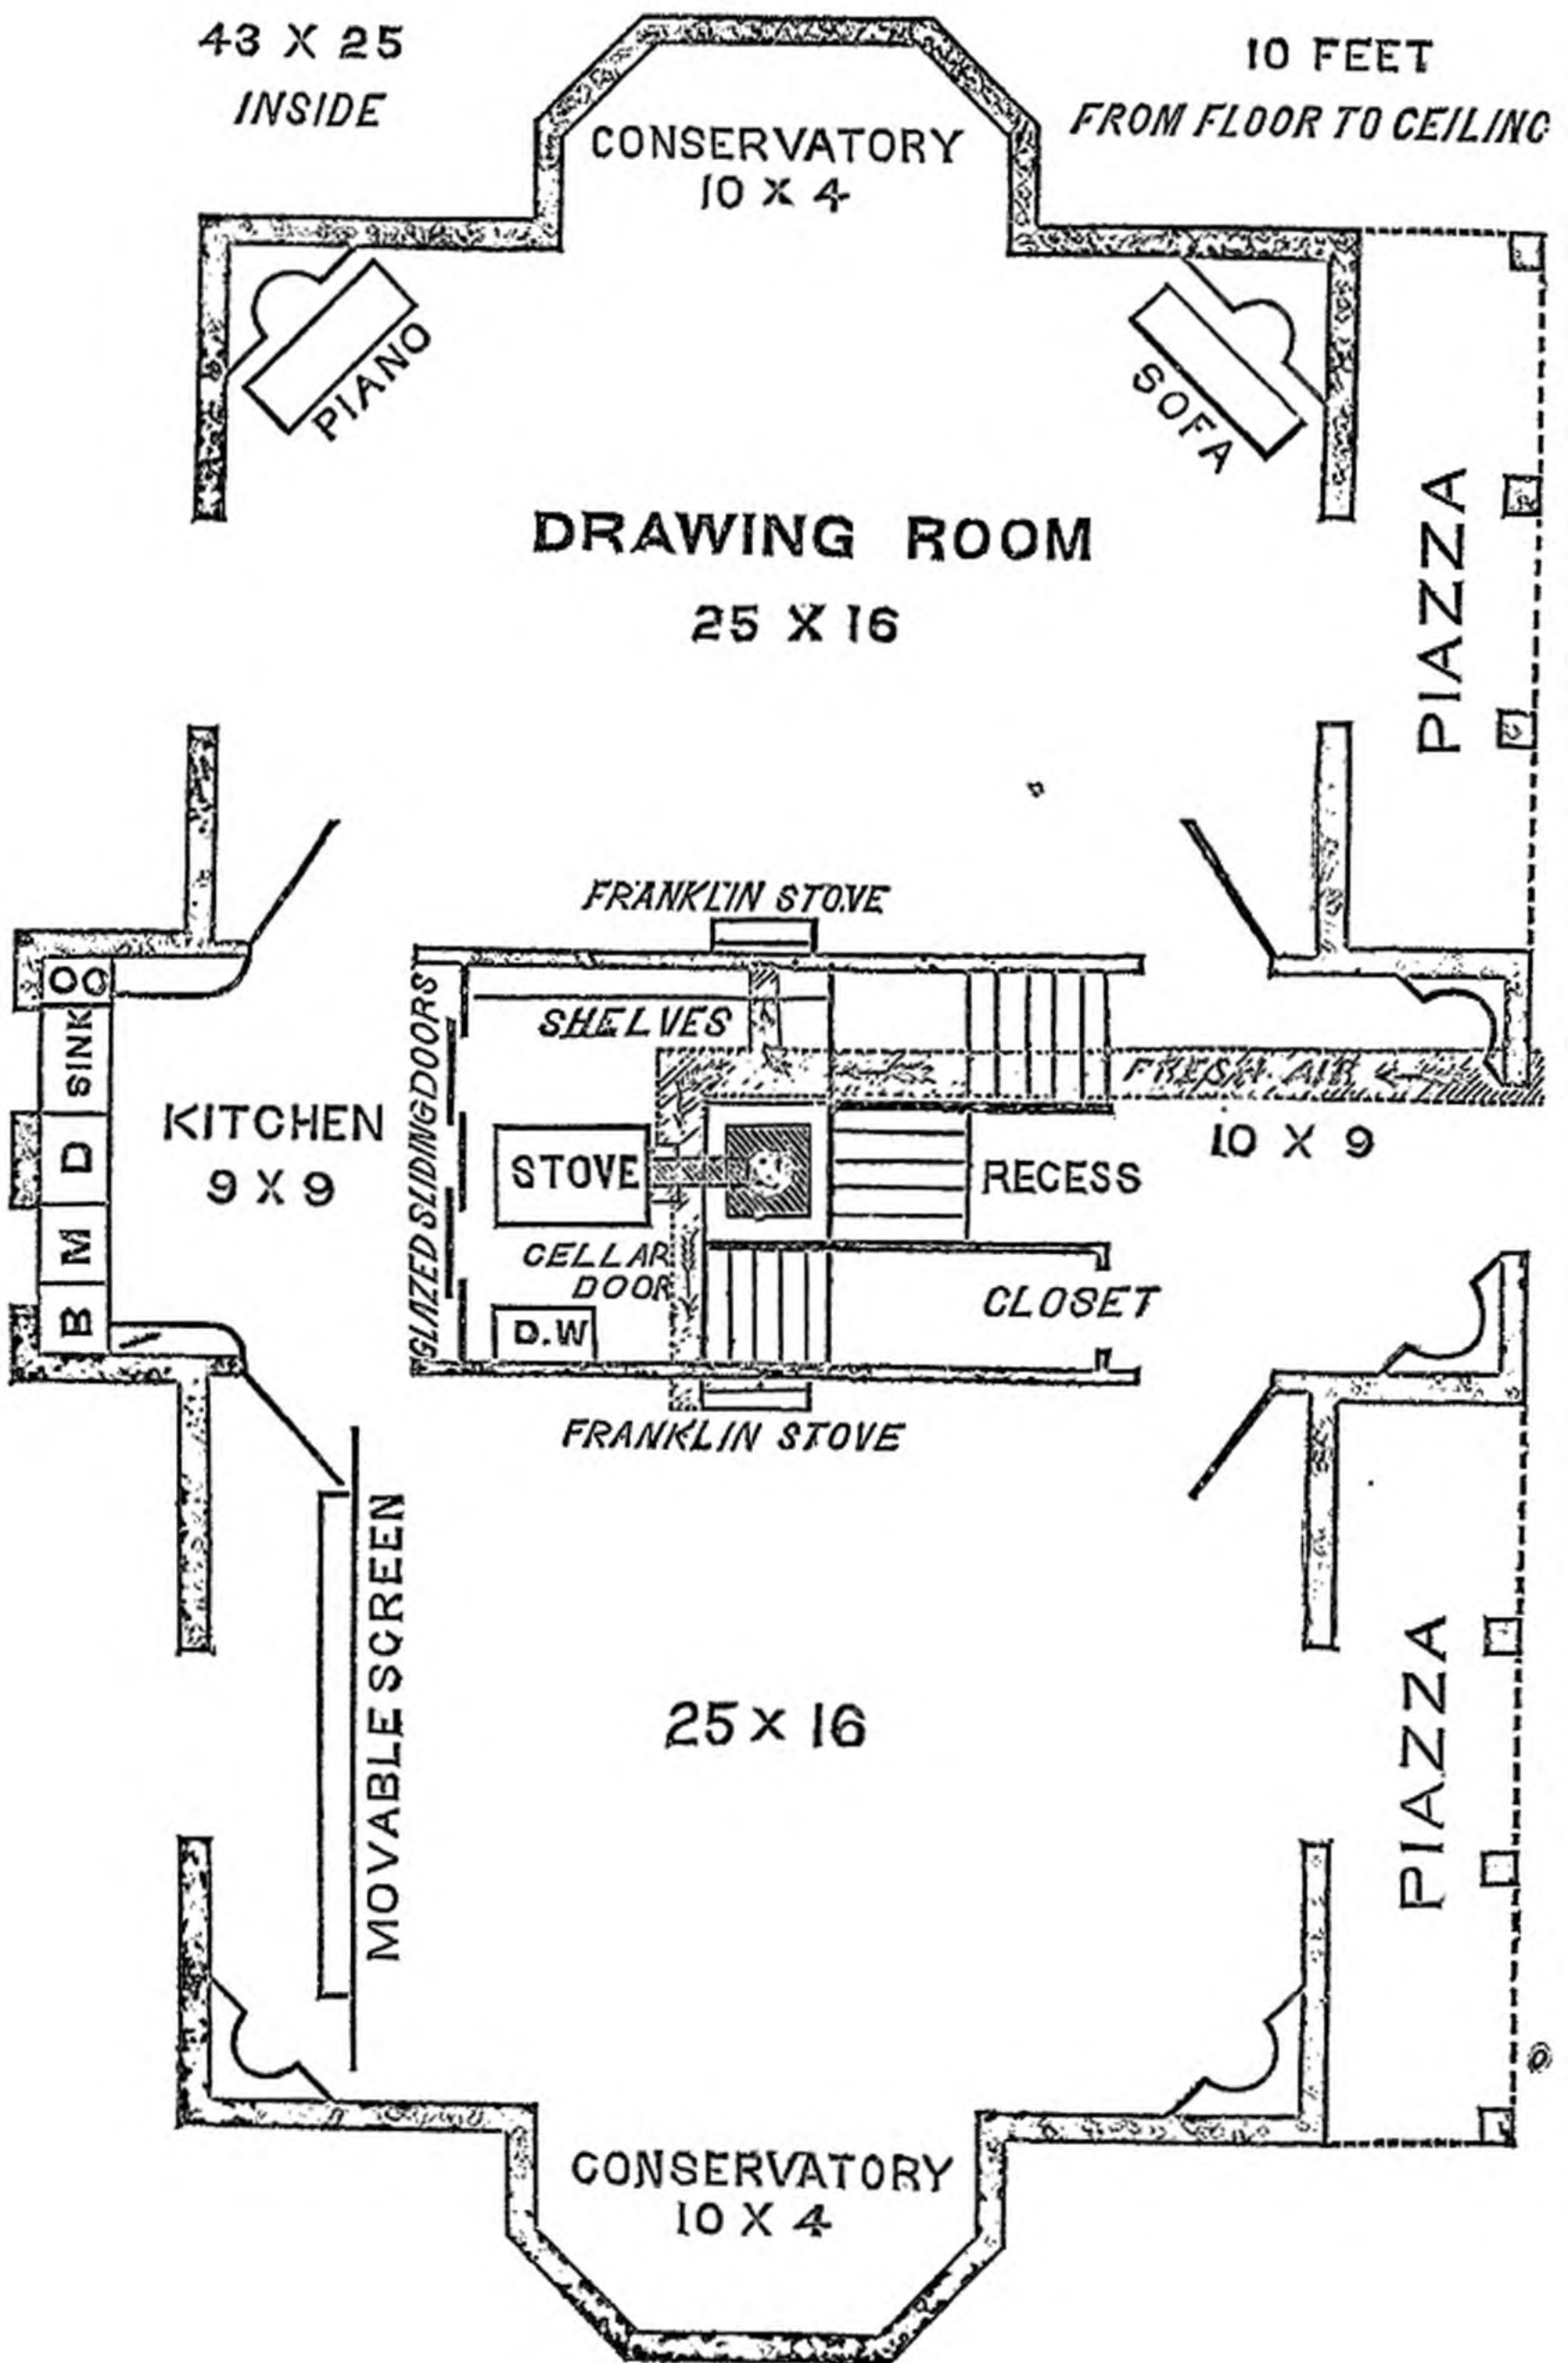 43 X 25
INSIDE
10 FEET
FROM FLOOR TO CEILING
CONSERVATORY
10 X 4
PIANO
SOFA
DRAWING ROOM
25 X 16
PIAZZA
FRANKLIN STOVE
SHELVES
GLAZED SLIDING DOORS
SINK
D
M
B
KITCHEN
9 X 9
FRESH AIR
10 X 9
STOVE
RECESS
CELLAR
DOOR
D.W
CLOSET
FRANKLIN STOVE
MOVABLE SCREEN
25 X 16
PIAZZA
CONSERVATORY
10 X 4